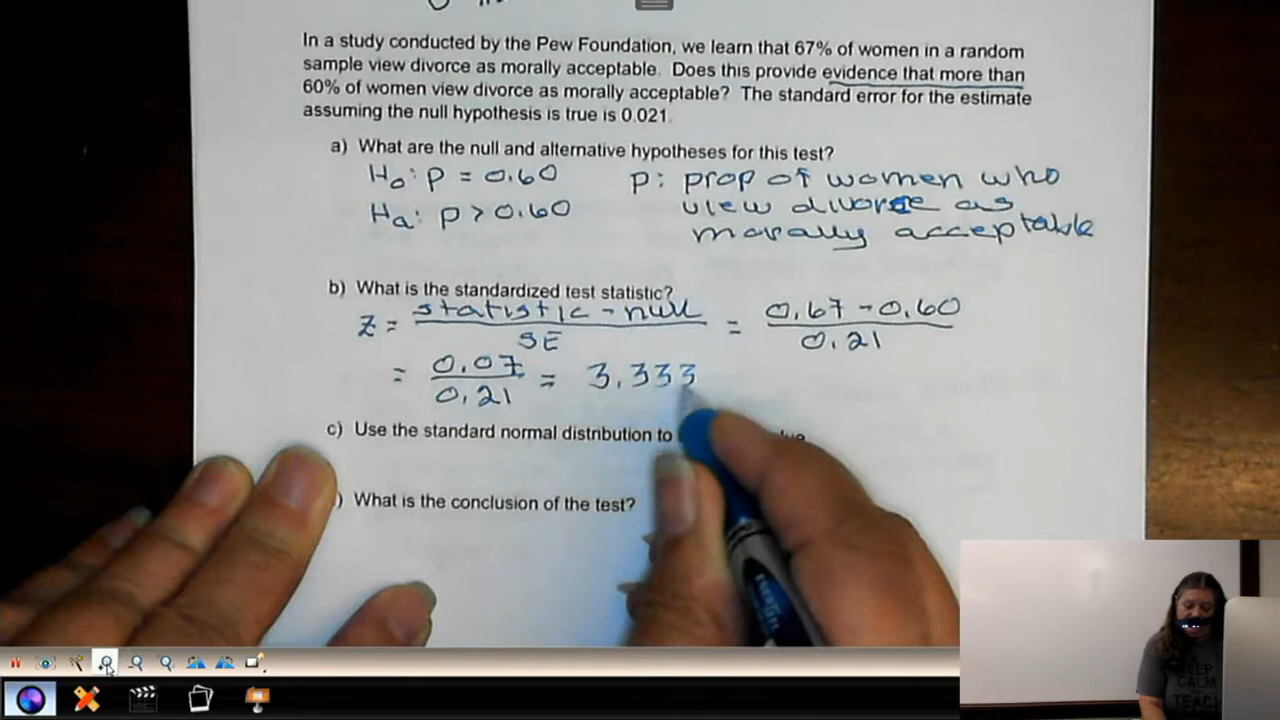 In a study conducted by the Pew Foundation, we learn that 67% of women in a random
sample view divorce as morally acceptable. Does this provide evidence that more than
60% of women view divorce as morally acceptable? The standard error for the estimate
assuming the null hypothesis is true is 0.021.
a) What are the null and alternative hypotheses for this test?
H₀: p = 0.60
Hₐ: p > 0.60
p: prop of women who
view divorce as
morally acceptable
b) What is the standardized test statistic?
z = statistic - null = 0.67 - 0.60
SE 0.21
= 0.07 = 3.333
0.21
c) Use the standard normal distribution to
) What is the conclusion of the test?
KEEP
CALM
TEACH